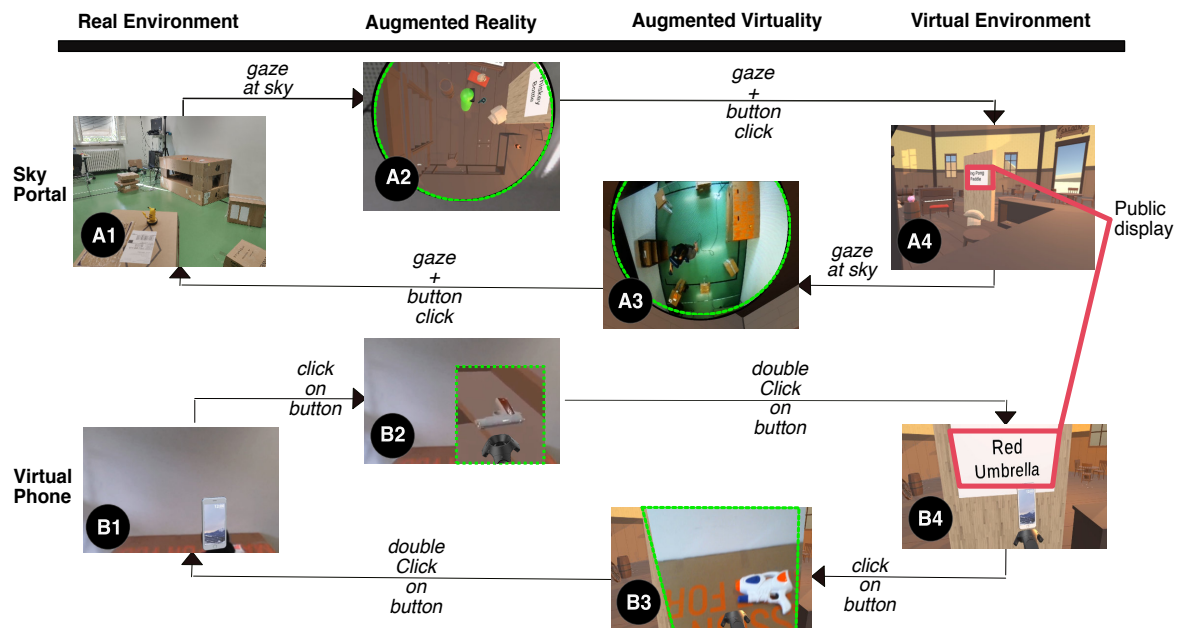 Real Environment
Augmented Reality
Augmented Virtuality
Virtual Environment
gaze
at sky
gaze
+
button
click
Sky
Portal
A1
A2
A3
A4
Public
display
gaze
+
button
click
gaze
at sky
click
on
button
double
Click
on
button
Virtual
Phone
B1
B2
Red
Umbrella
B3
B4
double
Click
on
button
click
on
button